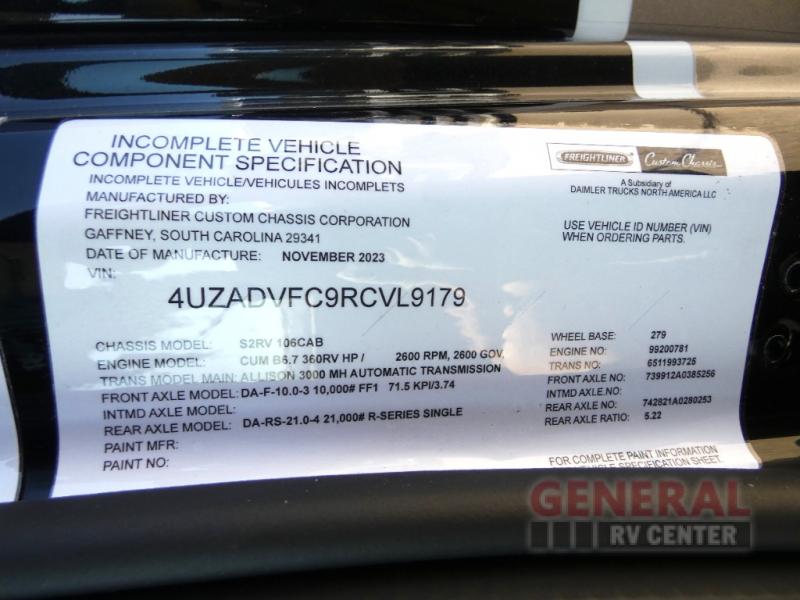 INCOMPLETE VEHICLE
COMPONENT SPECIFICATION
INCOMPLETE VEHICLE/VEHICULES INCOMPLETS
MANUFACTURED BY:
FREIGHTLINER CUSTOM CHASSIS CORPORATION
GAFFNEY, SOUTH CAROLINA 29341
DATE OF MANUFACTURE: NOVEMBER 2023
VIN:
FREIGHTLINER Custom Chassis
A Subsidiary of
DAIMLER TRUCKS NORTH AMERICA LLC
USE VEHICLE ID NUMBER (VIN)
WHEN ORDERING PARTS.
4UZADVFC9RCVL9179
CHASSIS MODEL: S2RV 106CAB
ENGINE MODEL: CUM B6.7 360RV HP / 2600 RPM, 2600 GOV.
TRANS MODEL MAIN: ALLISON 3000 MH AUTOMATIC TRANSMISSION
FRONT AXLE MODEL: DA-F-10.0-3 10,000# FF1 71.5 KPI/3.74
INTMD AXLE MODEL:
REAR AXLE MODEL: DA-RS-21.0-4 21,000# R-SERIES SINGLE
PAINT MFR:
PAINT NO:
WHEEL BASE: 279
ENGINE NO: 99200781
TRANS NO: 6511993725
FRONT AXLE NO: 739912A0385256
INTMD AXLE NO:
REAR AXLE NO: 742821A0280253
REAR AXLE RATIO: 5.22
FOR COMPLETE PAINT INFORMATION
VEHICLE SPECIFICATION SHEET.
GENERAL
RV CENTER